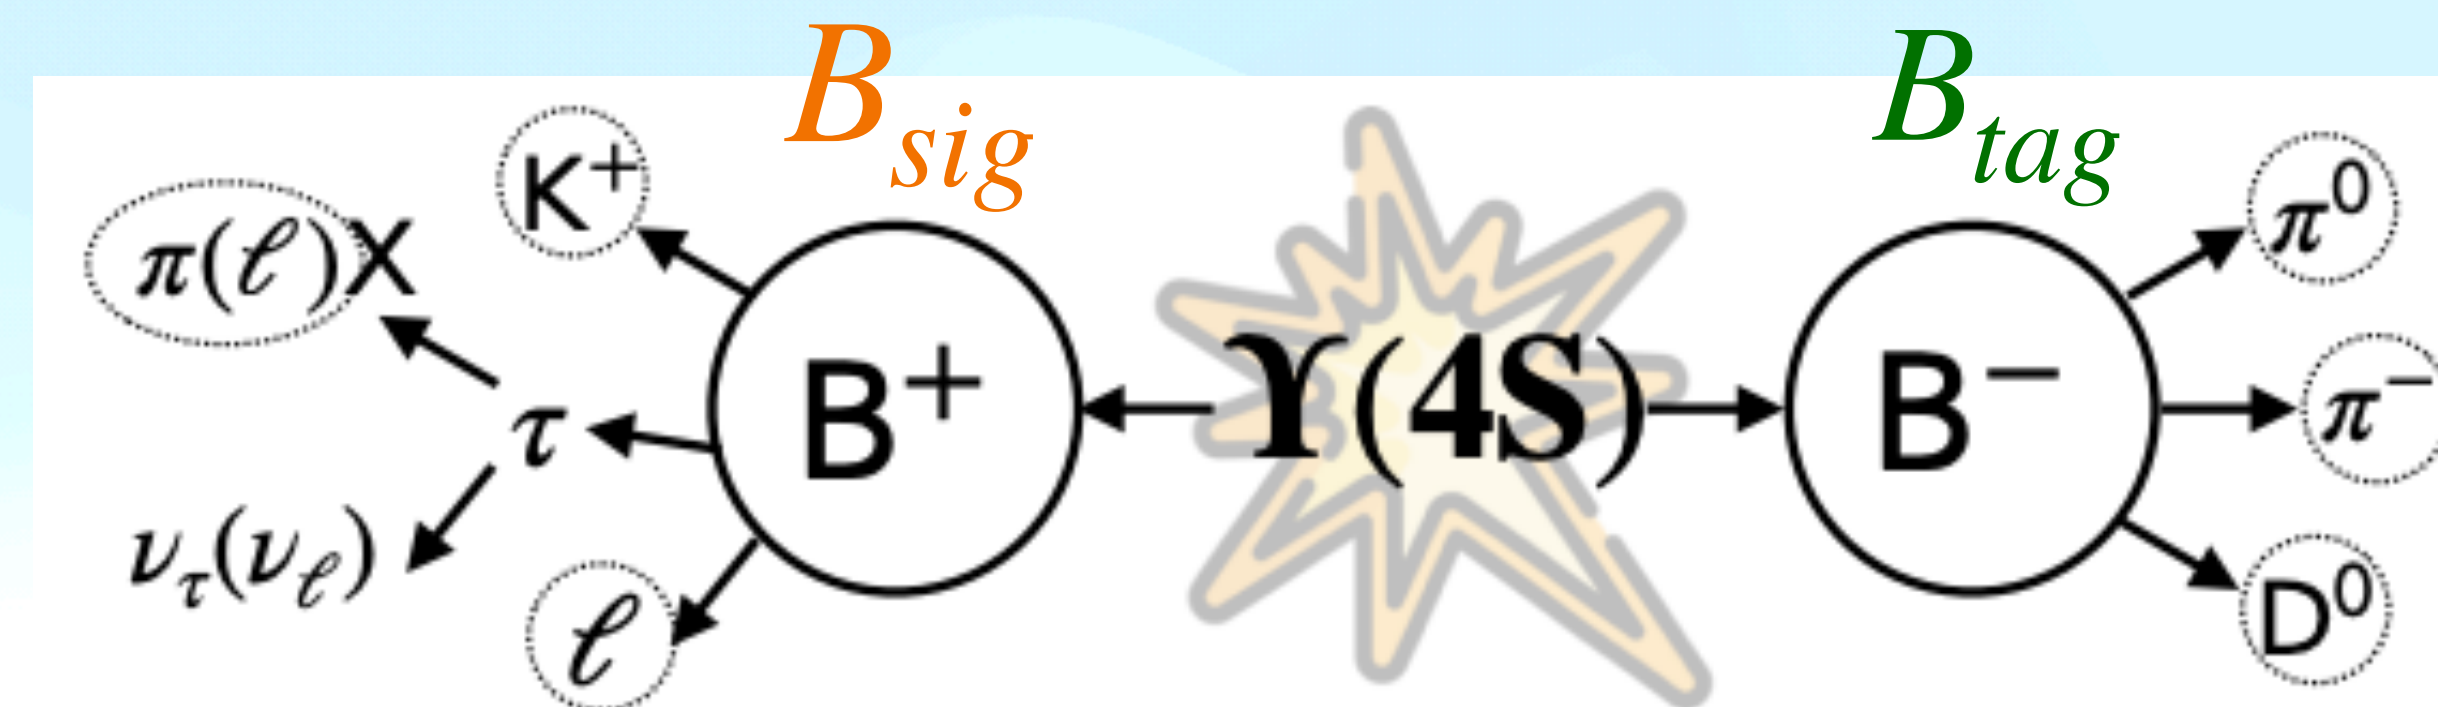 B_sig
B_tag
K⁺
π⁰
π(ℓ)X
B⁺
ϒ(4S)
B⁻
π⁻
τ
ν_τ(ν_ℓ)
ℓ
D⁰